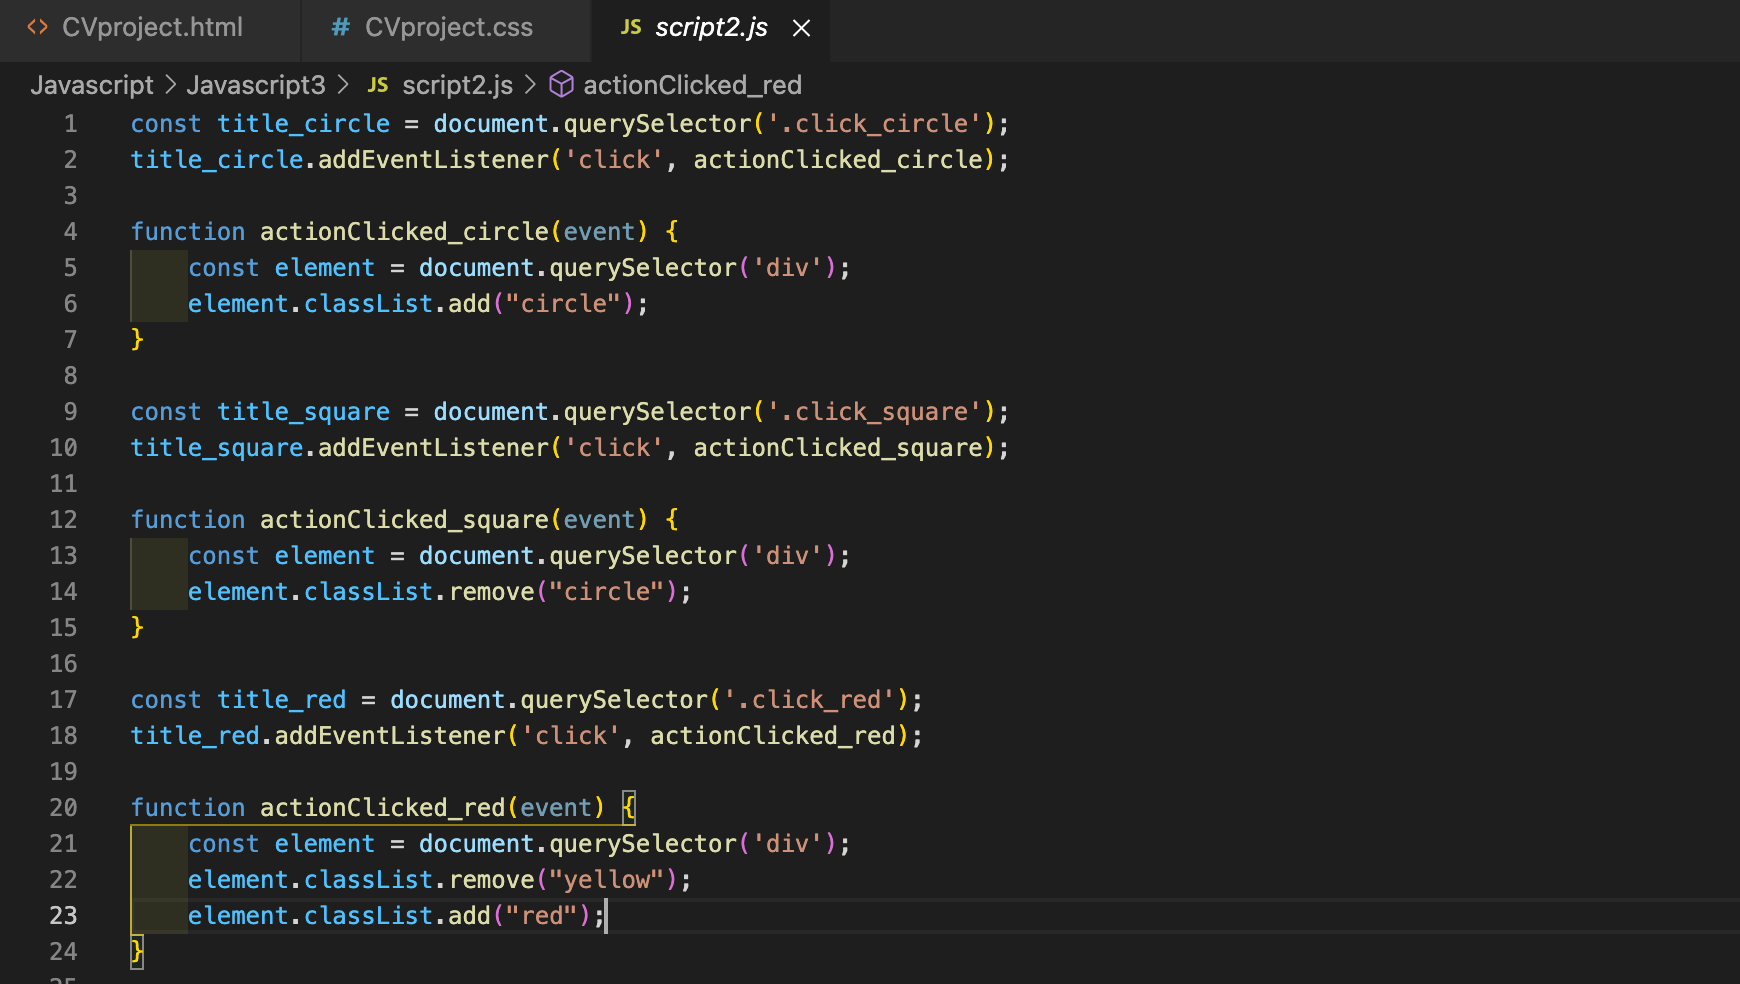 <> CVproject.html # CVproject.css JS script2.js ×
Javascript > Javascript3 > JS script2.js > actionClicked_red
1 const title_circle = document.querySelector('.click_circle');
2 title_circle.addEventListener('click', actionClicked_circle);
3
4 function actionClicked_circle(event) {
5     const element = document.querySelector('div');
6     element.classList.add("circle");
7 }
8
9 const title_square = document.querySelector('.click_square');
10 title_square.addEventListener('click', actionClicked_square);
11
12 function actionClicked_square(event) {
13     const element = document.querySelector('div');
14     element.classList.remove("circle");
15 }
16
17 const title_red = document.querySelector('.click_red');
18 title_red.addEventListener('click', actionClicked_red);
19
20 function actionClicked_red(event) {
21     const element = document.querySelector('div');
22     element.classList.remove("yellow");
23     element.classList.add("red");
24 }